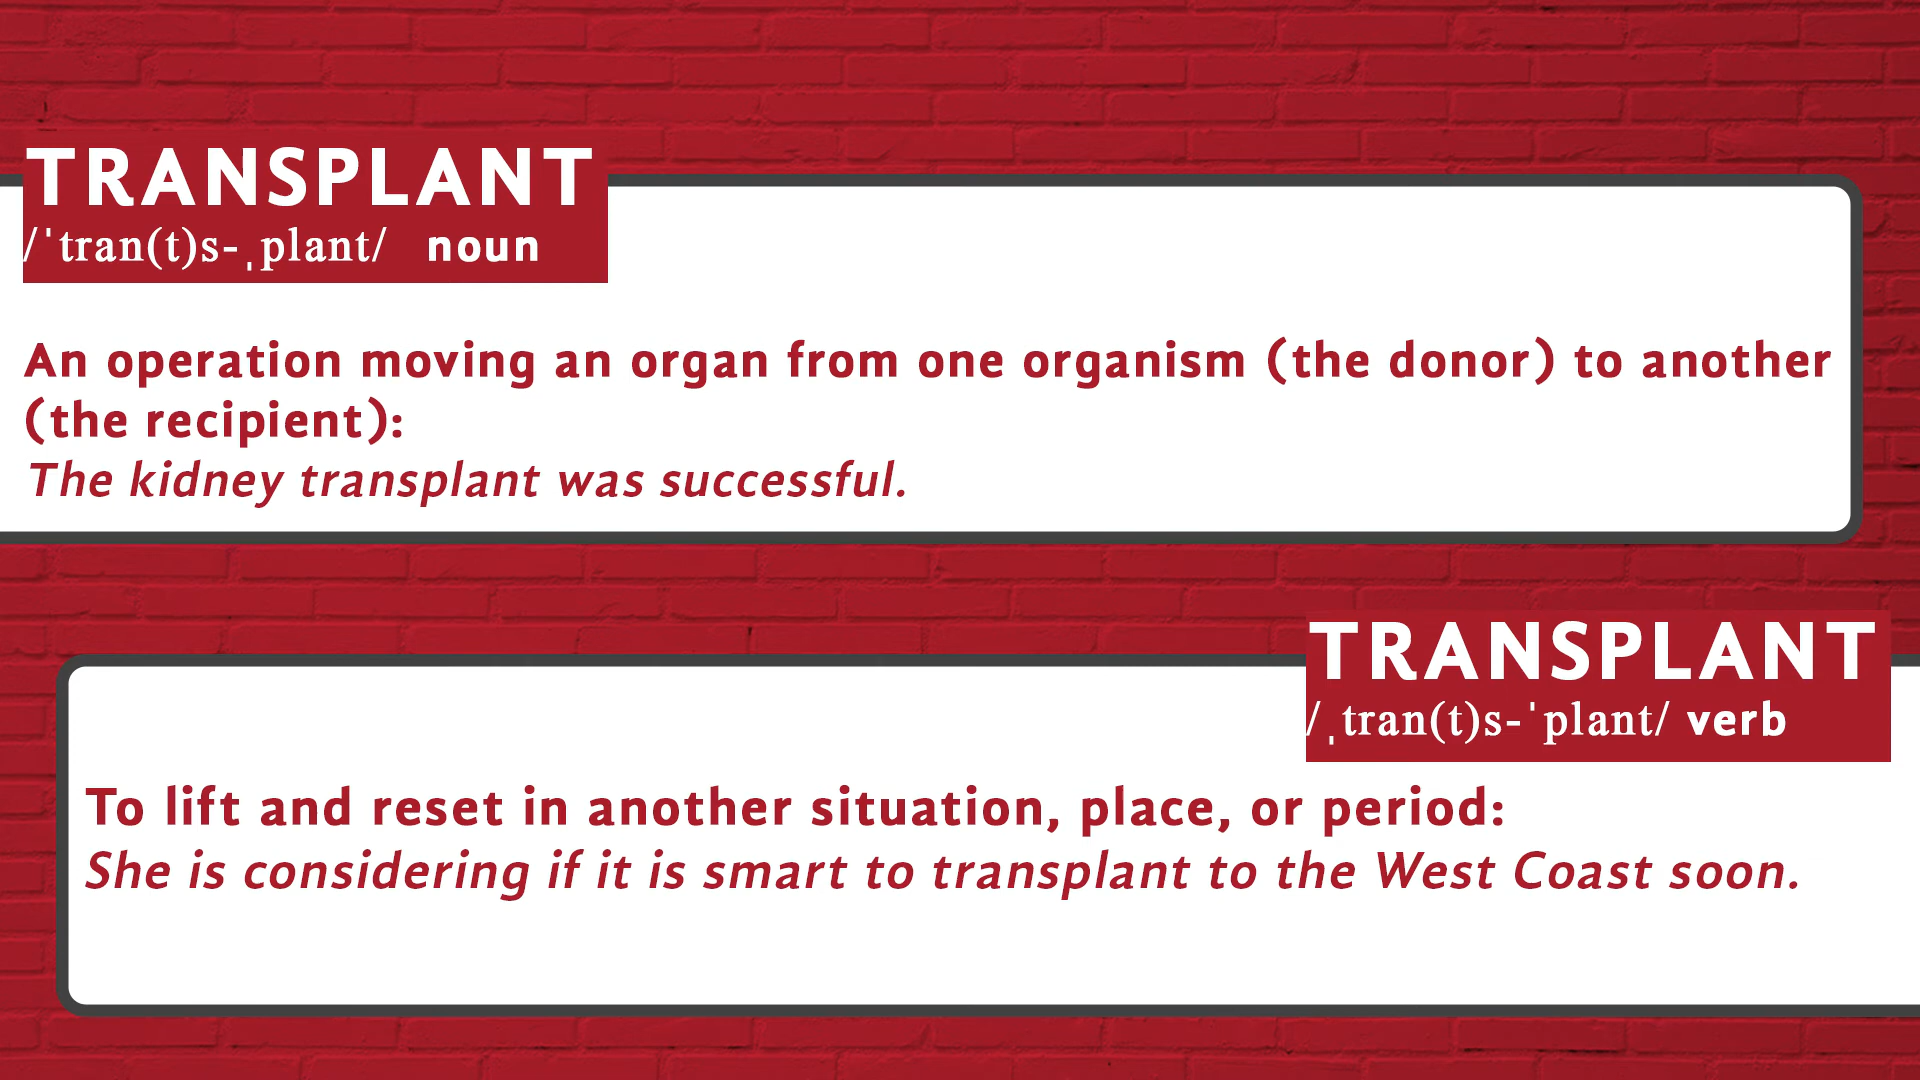 TRANSPLANT
/ˈtran(t)s-ˌplant/ noun
An operation moving an organ from one organism (the donor) to another
(the recipient):
The kidney transplant was successful.
TRANSPLANT
/ˌtran(t)s-ˈplant/ verb
To lift and reset in another situation, place, or period:
She is considering if it is smart to transplant to the West Coast soon.